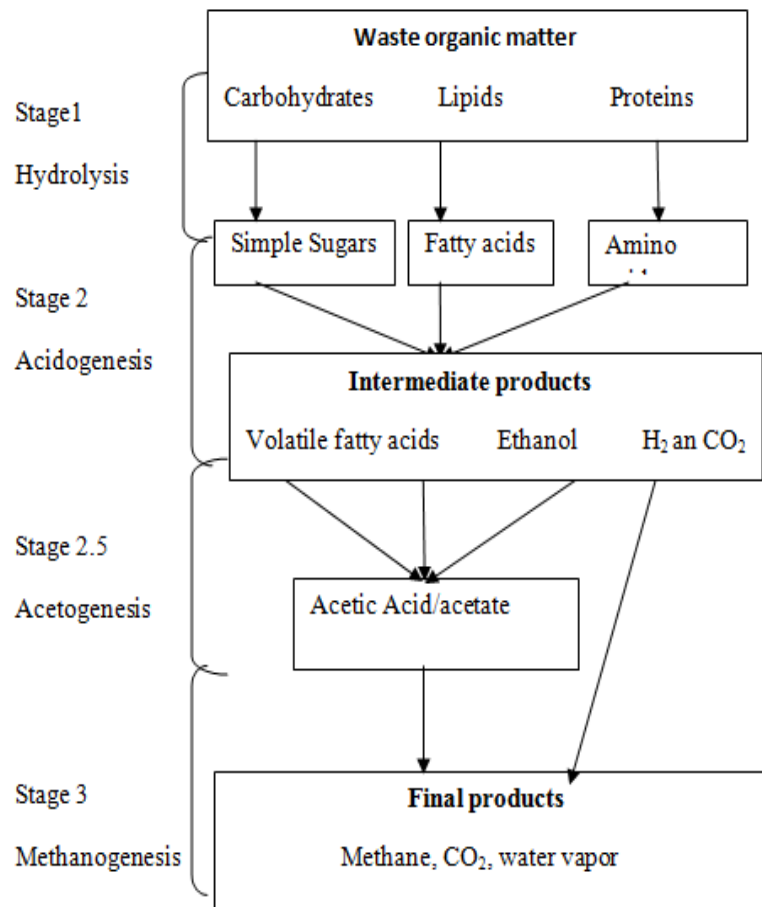 Waste organic matter
Carbohydrates Lipids Proteins
Stage1
Hydrolysis
Simple Sugars Fatty acids Amino
Stage 2
Acidogenesis
Intermediate products
Volatile fatty acids Ethanol H₂ an CO₂
Stage 2.5
Acetogenesis
Acetic Acid/acetate
Stage 3
Methanogenesis
Final products
Methane, CO₂, water vapor